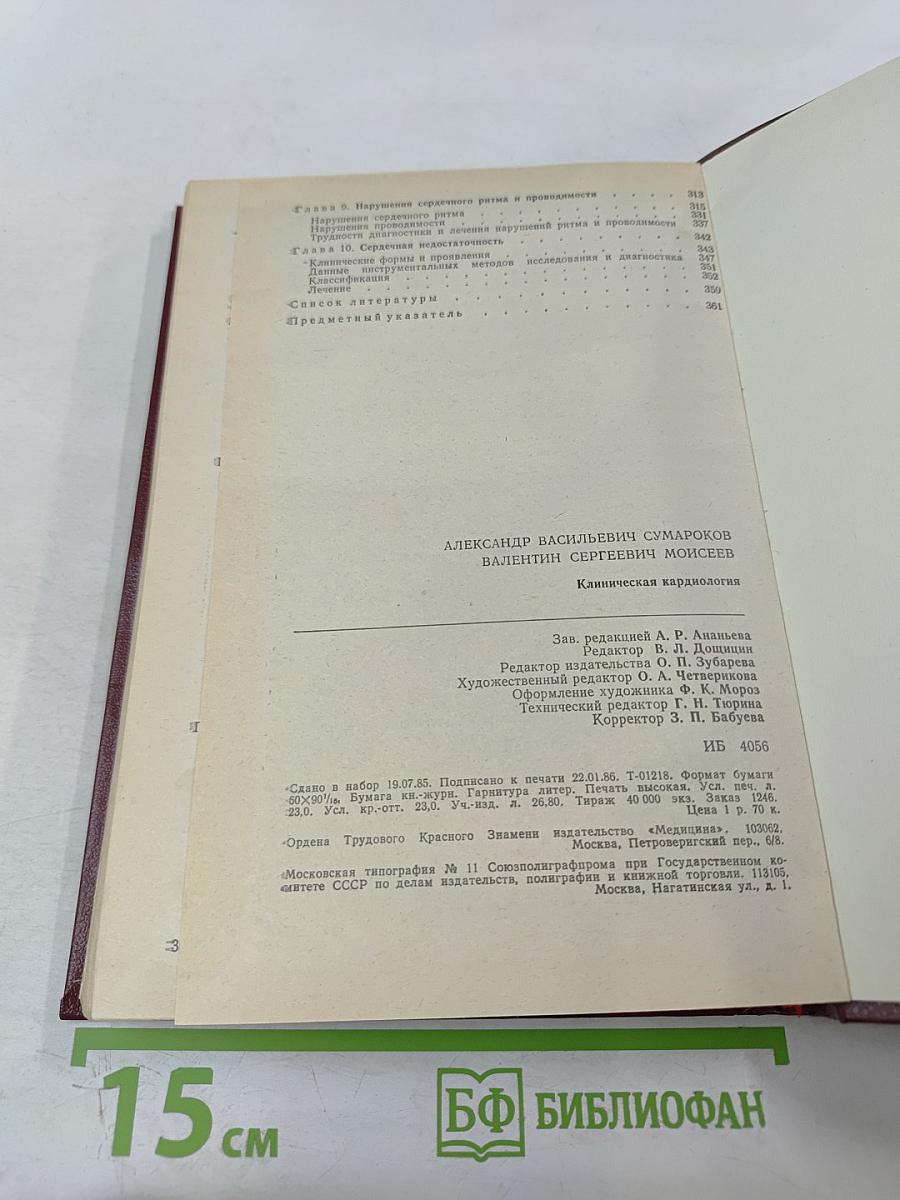 Глава 9. Нарушения сердечного ритма и проводимости . . . . 313
Нарушения сердечного ритма . . . . . . . . . . 315
Нарушения проводимости . . . . . . . . . . 331
Трудности диагностики и лечения нарушений ритма и проводимости 337
Глава 10. Сердечная недостаточность . . . . . . . . 342
Клинические формы и проявления . . . . . . . . 343
Данные инструментальных методов исследования и диагностика 347
Классификация . . . . . . . . . . . . 351
Лечение . . . . . . . . . . . . . 352
Список литературы . . . . . . . . . . 359
Предметный указатель . . . . . . . . . 361
АЛЕКСАНДР ВАСИЛЬЕВИЧ СУМАРОКОВ
ВАЛЕНТИН СЕРГЕЕВИЧ МОИСЕЕВ
Клиническая кардиология
Зав. редакцией А. Р. Ананьева
Редактор В. Л. Дощицин
Редактор издательства О. П. Зубарева
Художественный редактор О. А. Четверикова
Оформление художника Ф. К. Мороз
Технический редактор Г. Н. Тюрина
Корректор З. П. Бабуева
ИБ 4056
Сдано в набор 19.07.85. Подписано к печати 22.01.86. Т-01218. Формат бумаги
60×90¹/₁₆. Бумага кн.-журн. Гарнитура литер. Печать высокая. Усл. печ. л.
23,0. Усл. кр.-отт. 23,0. Уч.-изд. л. 26,80. Тираж 40 000 экз. Заказ 1246.
Цена 1 р. 70 к.
Ордена Трудового Красного Знамени издательство «Медицина». 103062,
Москва, Петроверигский пер., 6/8.
Московская типография № 11 Союзполиграфпрома при Государственном ко-
митете СССР по делам издательств, полиграфии и книжной торговли. 113105,
Москва, Нагатинская ул., д. 1.
15 см
БФ БИБЛИОФАН